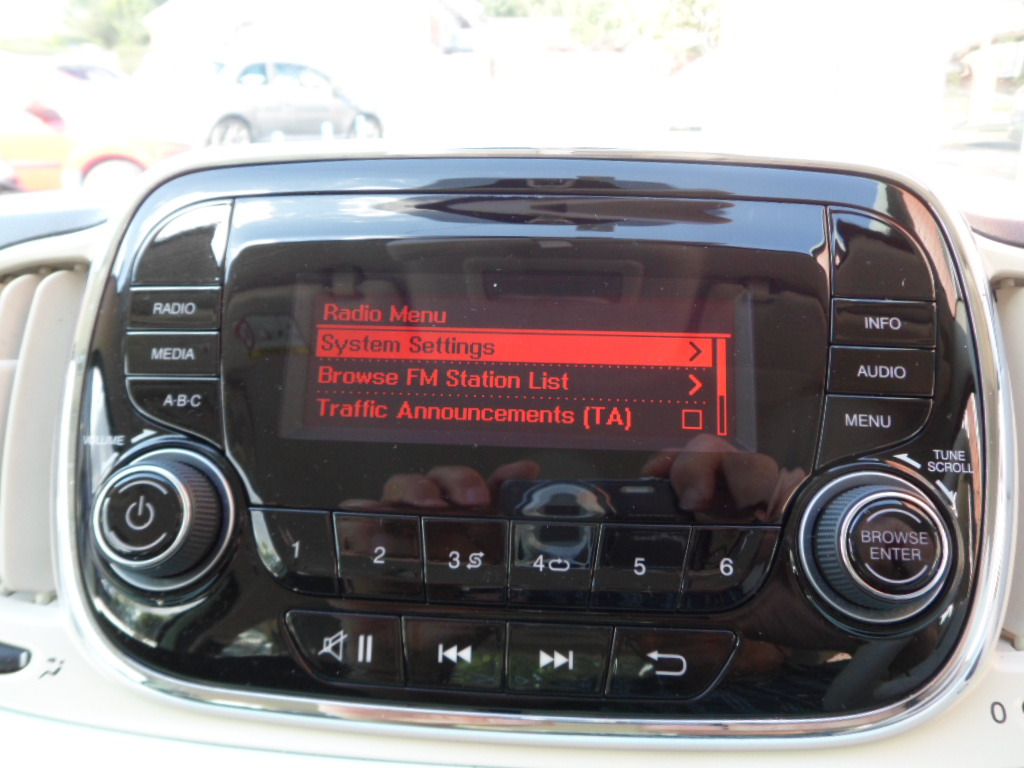 RADIO
MEDIA
A·B·C
VOLUME
Radio Menu
System Settings
Browse FM Station List
Traffic Announcements (TA)
INFO
AUDIO
MENU
TUNE
SCROLL
BROWSE
ENTER
1
2
3
4
5
6
0